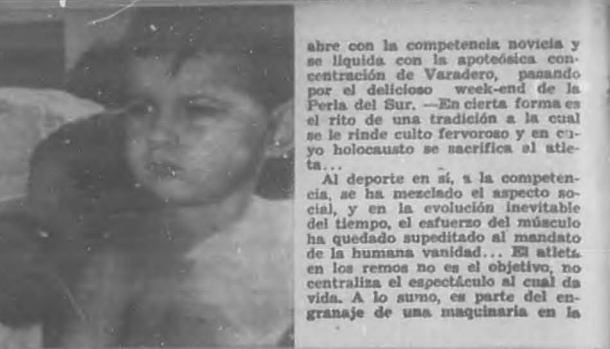 abre con la competencia novicia y
se liquida con la apoteósica con-
centración de Varadero, pasando
por el delicioso week-end de la
Perla del Sur. —En cierta forma es
el rito de una tradición a la cual
se le rinde culto fervoroso y en cu-
yo holocausto se sacrifica el atle-
ta...
Al deporte en sí, a la competen-
cia, se ha mezclado el aspecto so-
cial, y en la evolución inevitable
del tiempo, el esfuerzo del músculo
ha quedado supeditado al mandato
de la humana vanidad... El atleta
en los remos no es el objetivo, no
centraliza el espectáculo al cual da
vida. A lo sumo, es parte del en-
granaje de una maquinaria en la